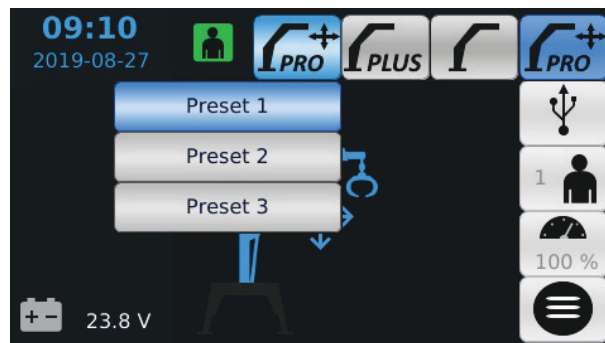 09:10
2019-08-27
PRO
PLUS
PRO
Preset 1
Preset 2
Preset 3
1
100 %
23.8 V